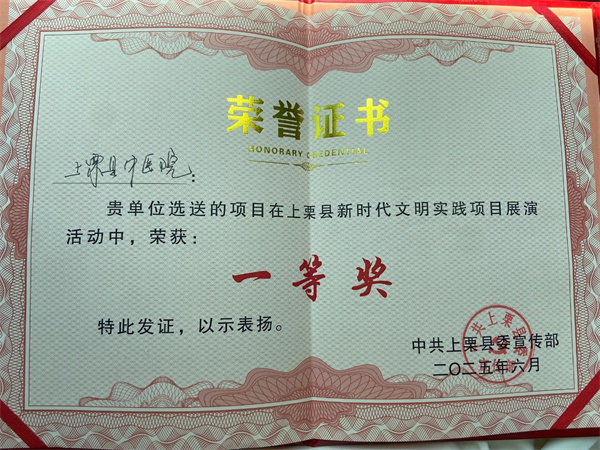 荣誉证书
HONORARY CREDENTIAL
上栗县中医院：
贵单位选送的项目在上栗县新时代文明实践项目展演
活动中，荣获：
一等奖
特此发证，以示表扬。
中共上栗县委宣传部
二〇二五年六月